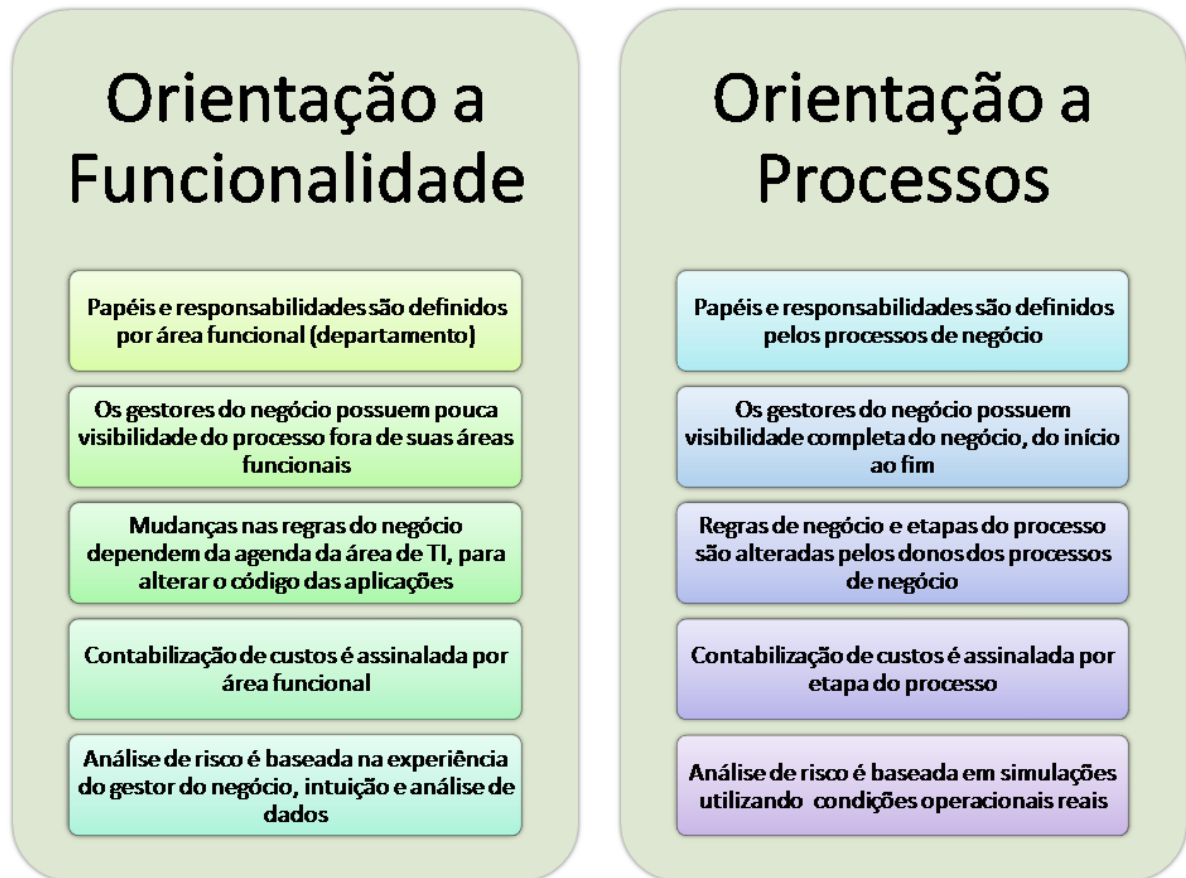 Orientação a
Funcionalidade
Papéis e responsabilidades são definidos
por área funcional (departamento)
Os gestores do negócio possuem pouca
visibilidade do processo fora de suas áreas
funcionais
Mudanças nas regras do negócio
dependem da agenda da área de TI, para
alterar o código das aplicações
Contabilização de custos é assinalada por
área funcional
Análise de risco é baseada na experiência
do gestor do negócio, intuição e análise de
dados
Orientação a
Processos
Papéis e responsabilidades são definidos
pelos processos de negócio
Os gestores do negócio possuem
visibilidade completa do negócio, do início
ao fim
Regras de negócio e etapas do processo
são alteradas pelos donos dos processos
de negócio
Contabilização de custos é assinalada por
etapa do processo
Análise de risco é baseada em simulações
utilizando condições operacionais reais